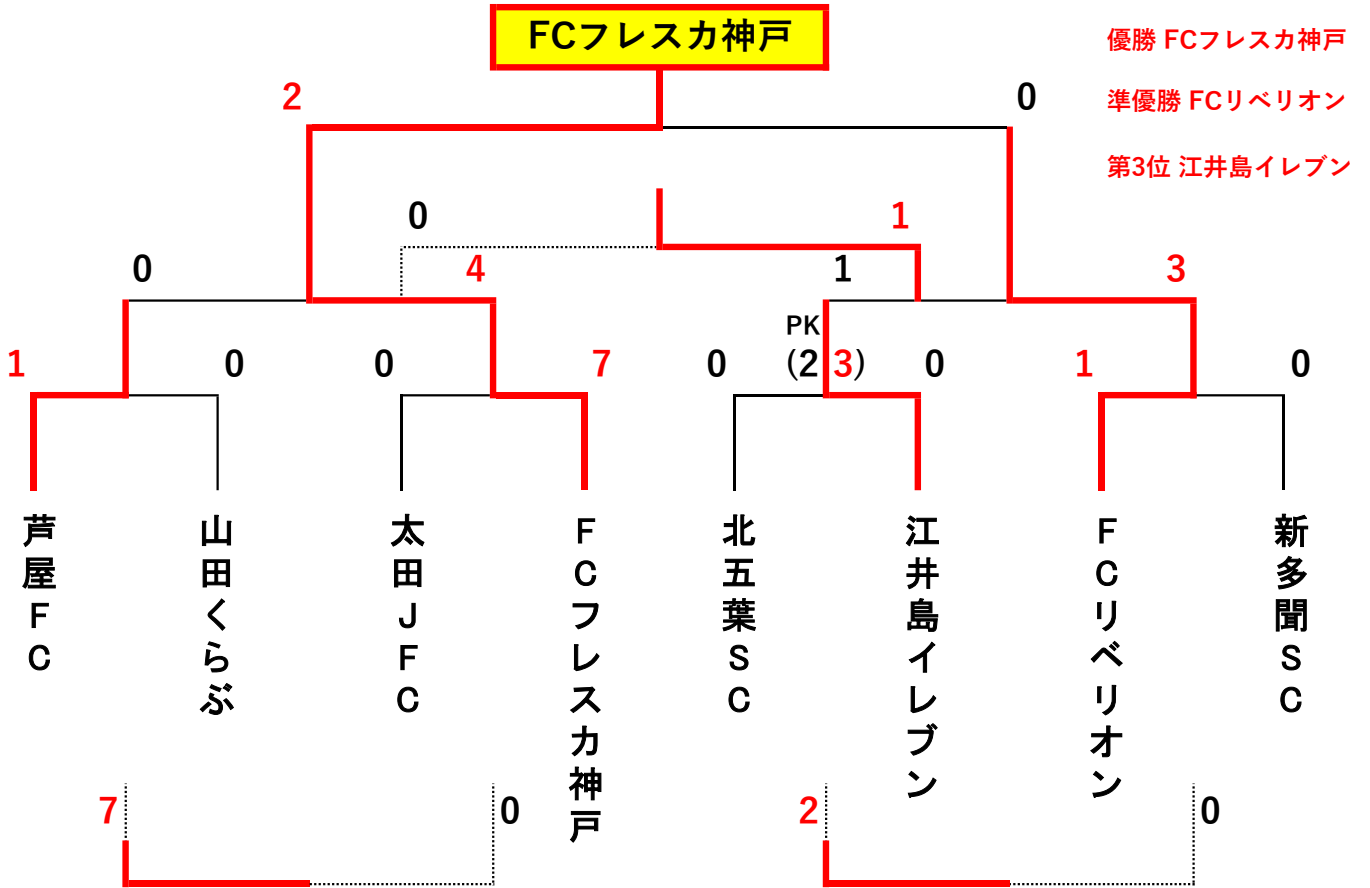 FCフレスカ神戸
優勝 FCフレスカ神戸
2
0
準優勝 FCリベリオン
第3位 江井島イレブン
0
1
0
4
1
3
PK
1
0
0
7
0
(2
3)
0
1
0
芦屋FC
山田くらぶ
太田JFC
FCフレスカ神戸
北五葉SC
江井島イレブン
FCリベリオン
新多聞SC
7
0
2
0